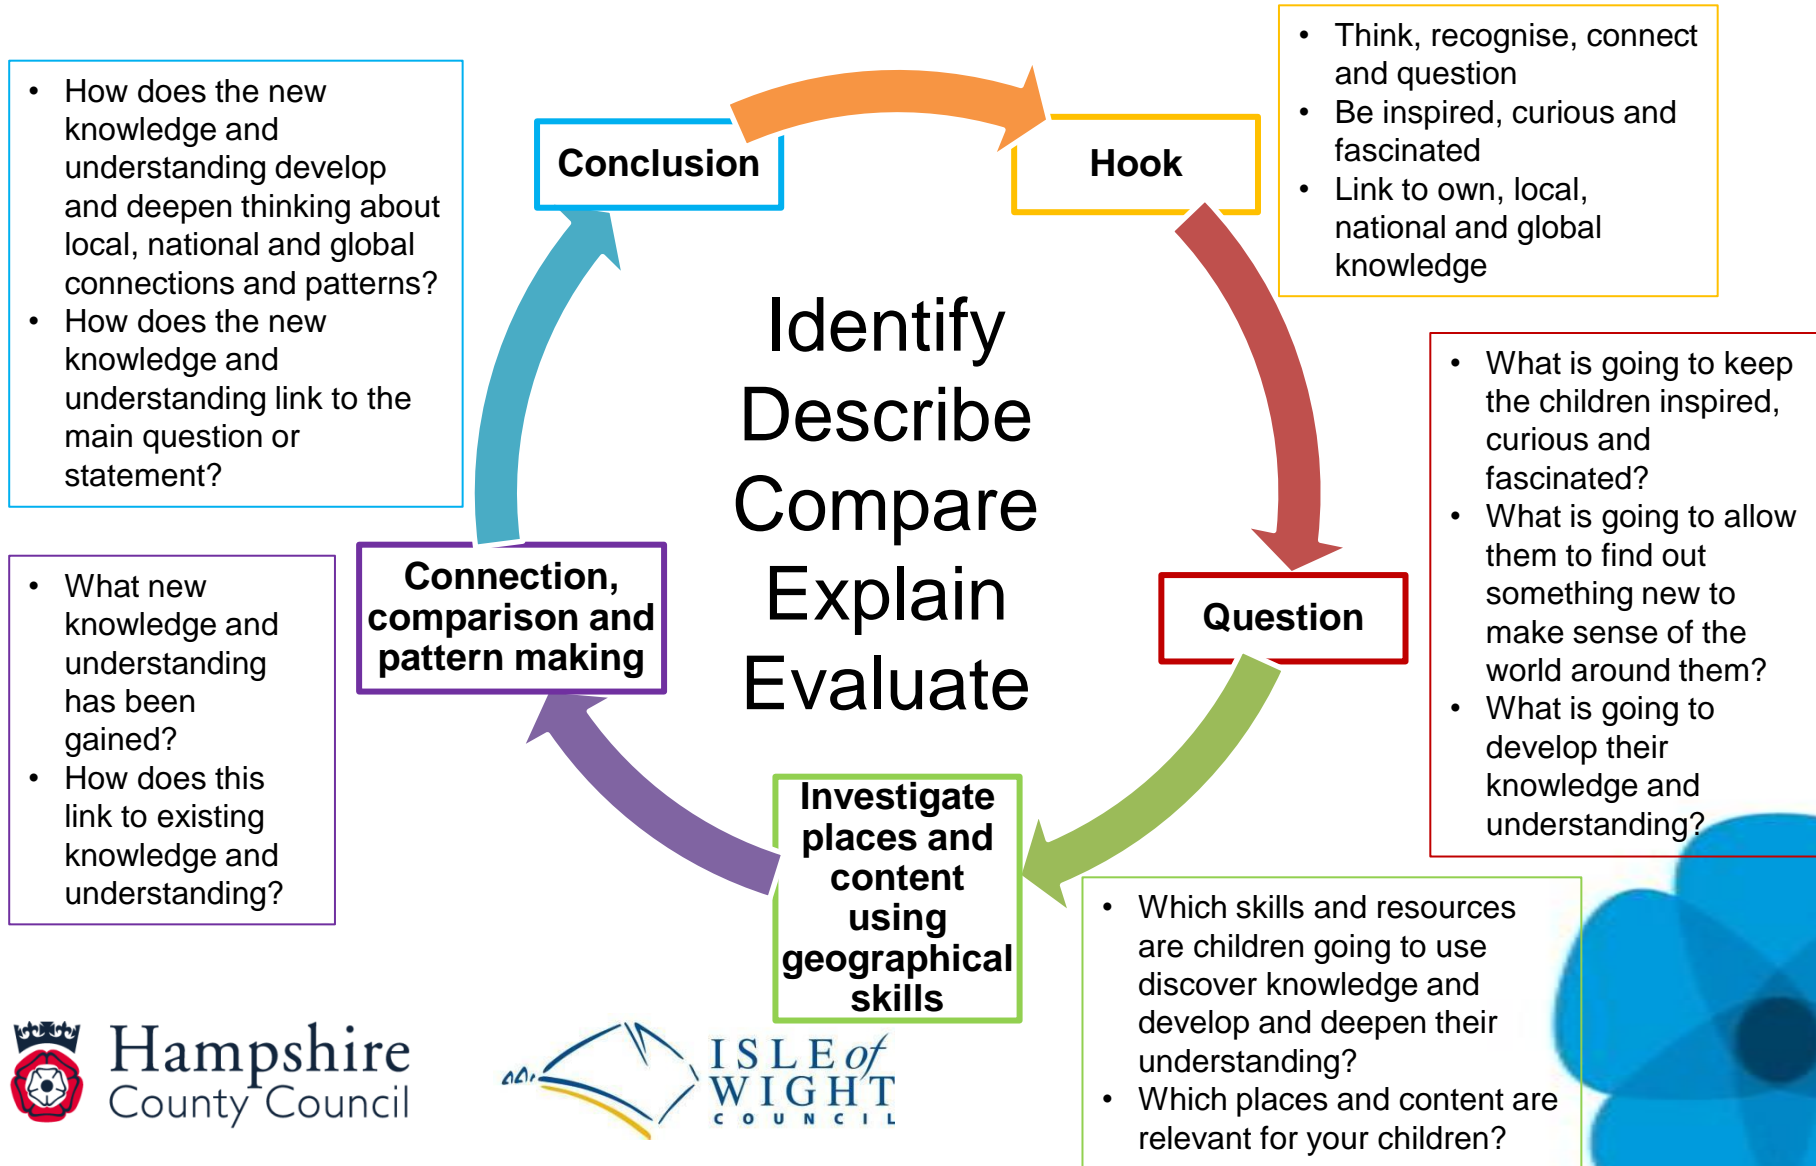 • Think, recognise, connect
and question
• Be inspired, curious and
fascinated
• Link to own, local,
national and global
knowledge
• How does the new
knowledge and
understanding develop
and deepen thinking about
local, national and global
connections and patterns?
• How does the new
knowledge and
understanding link to the
main question or
statement?
Conclusion
Hook
Identify
Describe
Compare
Explain
Evaluate
• What is going to keep
the children inspired,
curious and
fascinated?
• What is going to allow
them to find out
something new to
make sense of the
world around them?
• What is going to
develop their
knowledge and
understanding?
Connection,
comparison and
pattern making
Question
• What new
knowledge and
understanding
has been
gained?
• How does this
link to existing
knowledge and
understanding?
Investigate
places and
content
using
geographical
skills
• Which skills and resources
are children going to use
discover knowledge and
develop and deepen their
understanding?
• Which places and content are
relevant for your children?
Hampshire
County Council
ISLE of
WIGHT
COUNCIL